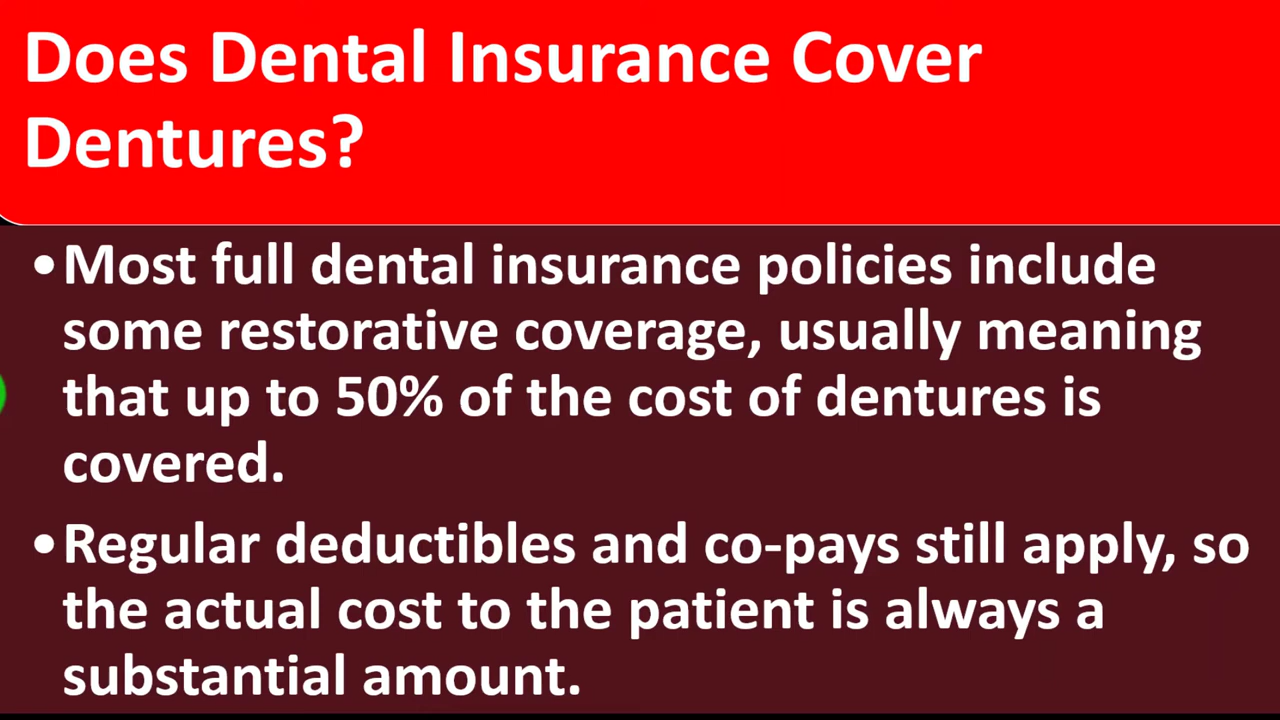 Does Dental Insurance Cover
Dentures?
•Most full dental insurance policies include
some restorative coverage, usually meaning
that up to 50% of the cost of dentures is
covered.
•Regular deductibles and co-pays still apply, so
the actual cost to the patient is always a
substantial amount.